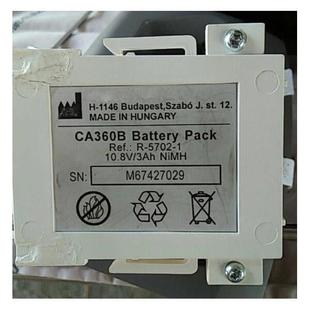 H-1146 Budapest,Szabó J. st. 12.
MADE IN HUNGARY
CA360B Battery Pack
Ref.: R-5702-1
10.8V/3Ah NiMH
SN: M67427029